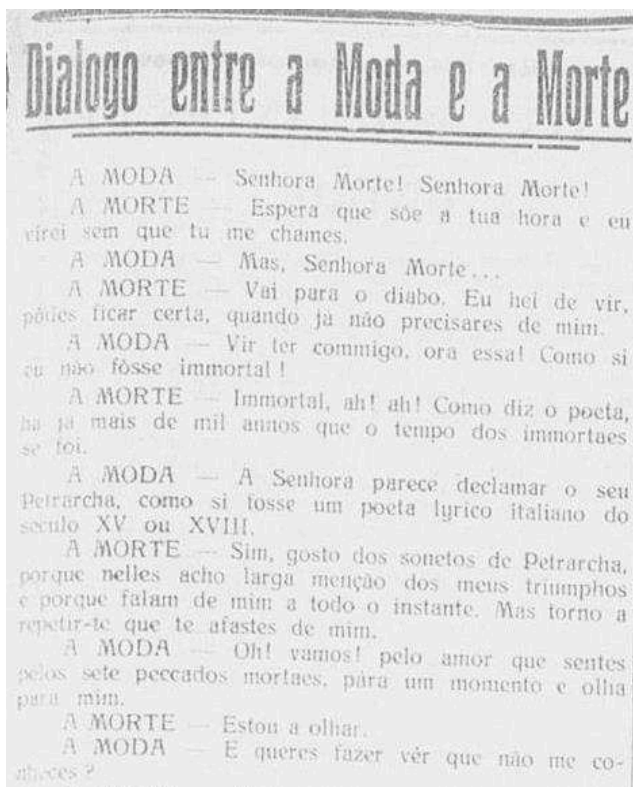 Dialogo entre a Moda e a Morte
A MODA — Senhora Morte! Senhora Morte!
A MORTE — Espera que sôe a tua hora e eu
virei sem que tu me chames.
A MODA — Mas, Senhora Morte...
A MORTE — Vai para o diabo. Eu hei de vir,
pódes ficar certa, quando já não precisares de mim.
A MODA — Vir ter commigo, ora essa! Como si
eu não fôsse immortal!
A MORTE — Immortal, ah! ah! Como diz o poeta,
ha já mais de mil annos que o tempo dos immortaes
se foi.
A MODA — A Senhora parece declamar o seu
Petrarcha, como si fosse um poeta lyrico italiano do
seculo XV ou XVIII.
A MORTE — Sim, gosto dos sonetos de Petrarcha,
porque nelles acho larga menção dos meus triumphos
e porque falam de mim a todo o instante. Mas torno a
repetir-te que te afastes de mim.
A MODA — Oh! vamos! pelo amor que sentes
pelos sete peccados mortaes, pára um momento e olha
para mim.
A MORTE — Estou a olhar.
A MODA — E queres fazer vêr que não me co-
nheces?